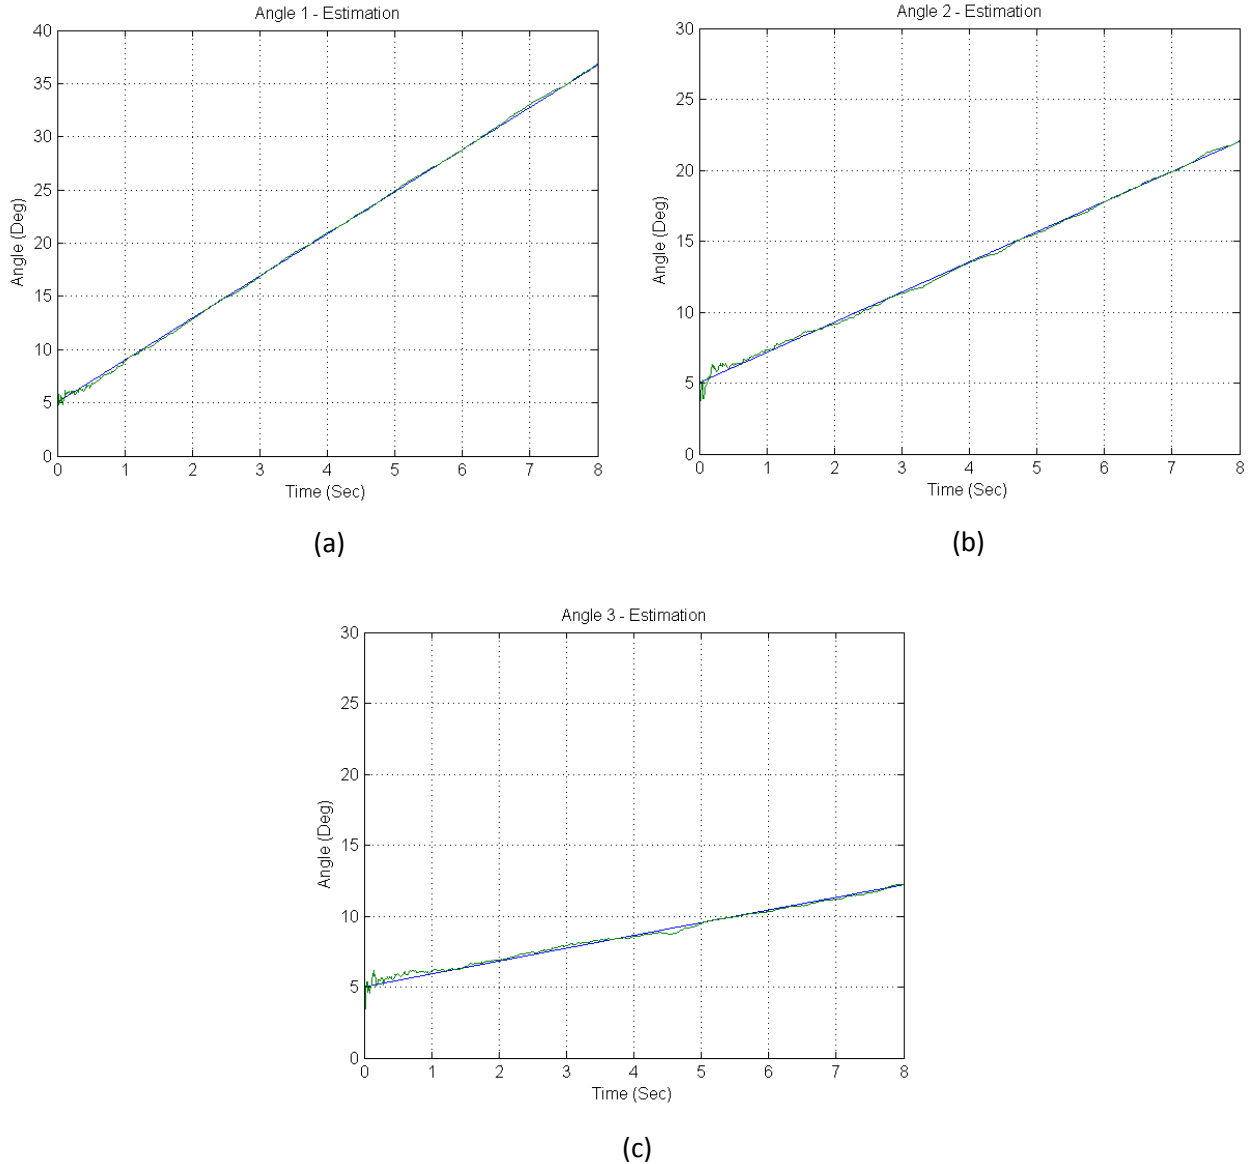 Angle 1 - Estimation
40
35
30
25
20
15
10
5
0
Angle (Deg)
0 1 2 3 4 5 6 7 8
Time (Sec)
(a)
Angle 2 - Estimation
30
25
20
15
10
5
0
Angle (Deg)
0 1 2 3 4 5 6 7 8
Time (Sec)
(b)
Angle 3 - Estimation
30
25
20
15
10
5
0
Angle (Deg)
0 1 2 3 4 5 6 7 8
Time (Sec)
(c)